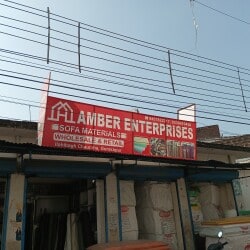 AMBER ENTERPRISES
SOFA MATERIALS
WHOLESALE & RETAIL